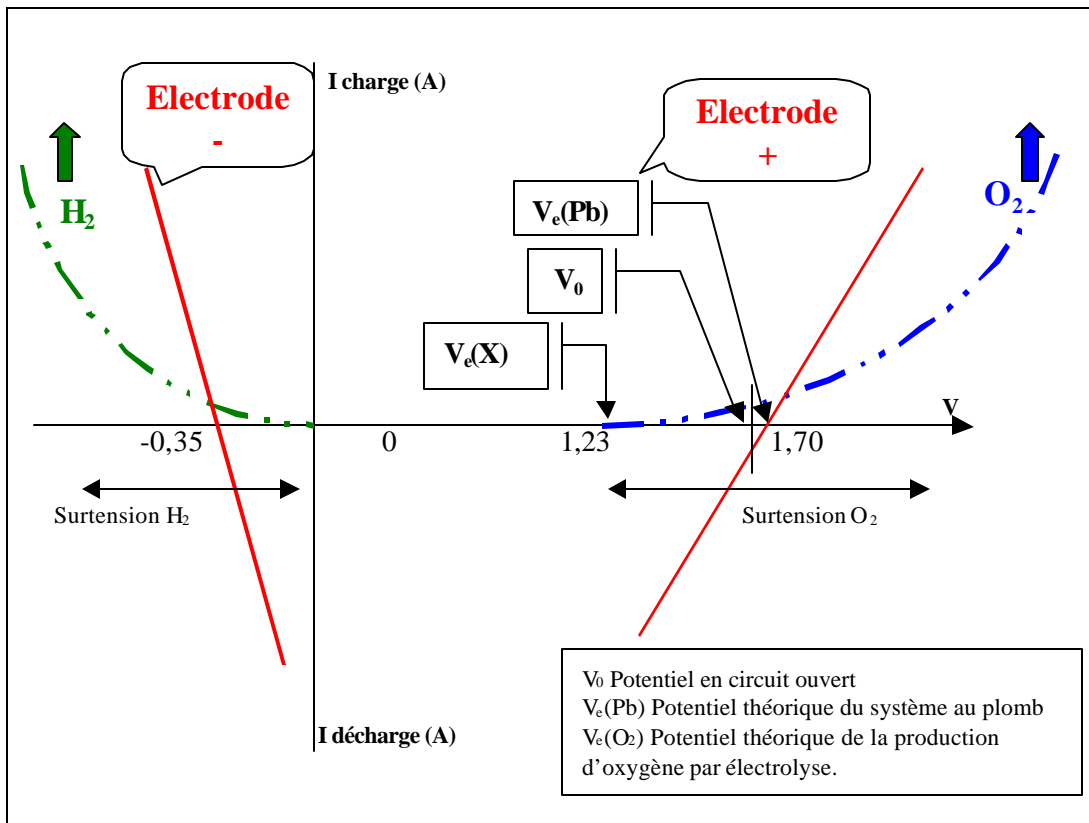 I charge (A)
Electrode
-
Electrode
+
H₂
O₂
Vₑ(Pb)
V₀
Vₑ(X)
V
-0,35
0
1,23
1,70
Surtension H₂
Surtension O₂
I décharge (A)
V₀ Potentiel en circuit ouvert
Vₑ(Pb) Potentiel théorique du système au plomb
Vₑ(O₂) Potentiel théorique de la production
d’oxygène par électrolyse.